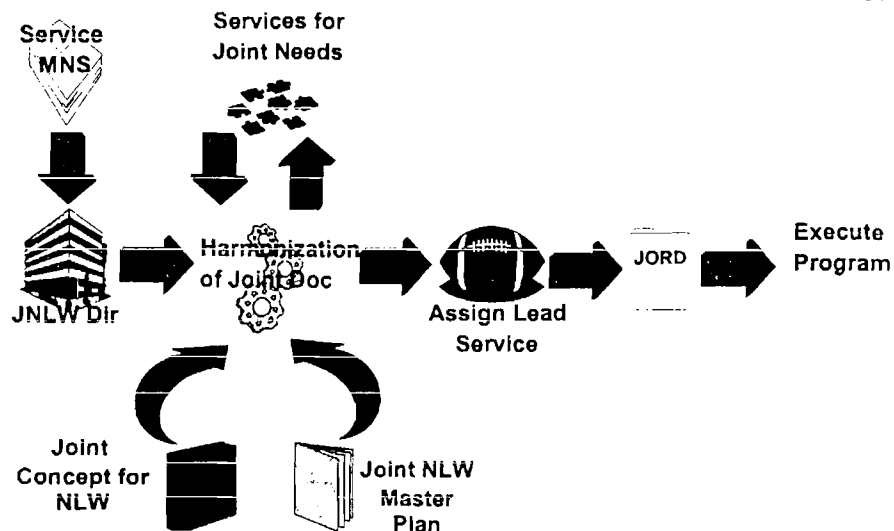 Service
MNS
Services for
Joint Needs
JNLW Dir
Harmonization
of Joint Doc
Assign Lead
Service
JORD
Execute
Program
Joint
Concept for
NLW
Joint NLW
Master
Plan